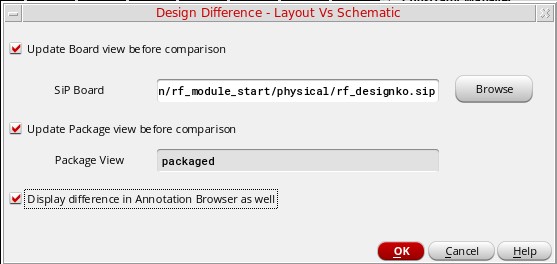 Design Difference - Layout Vs Schematic
Update Board view before comparison
SiP Board
n/rf_module_start/physical/rf_designko.sip
Browse
Update Package view before comparison
Package View
packaged
Display difference in Annotation Browser as well
OK
Cancel
Help